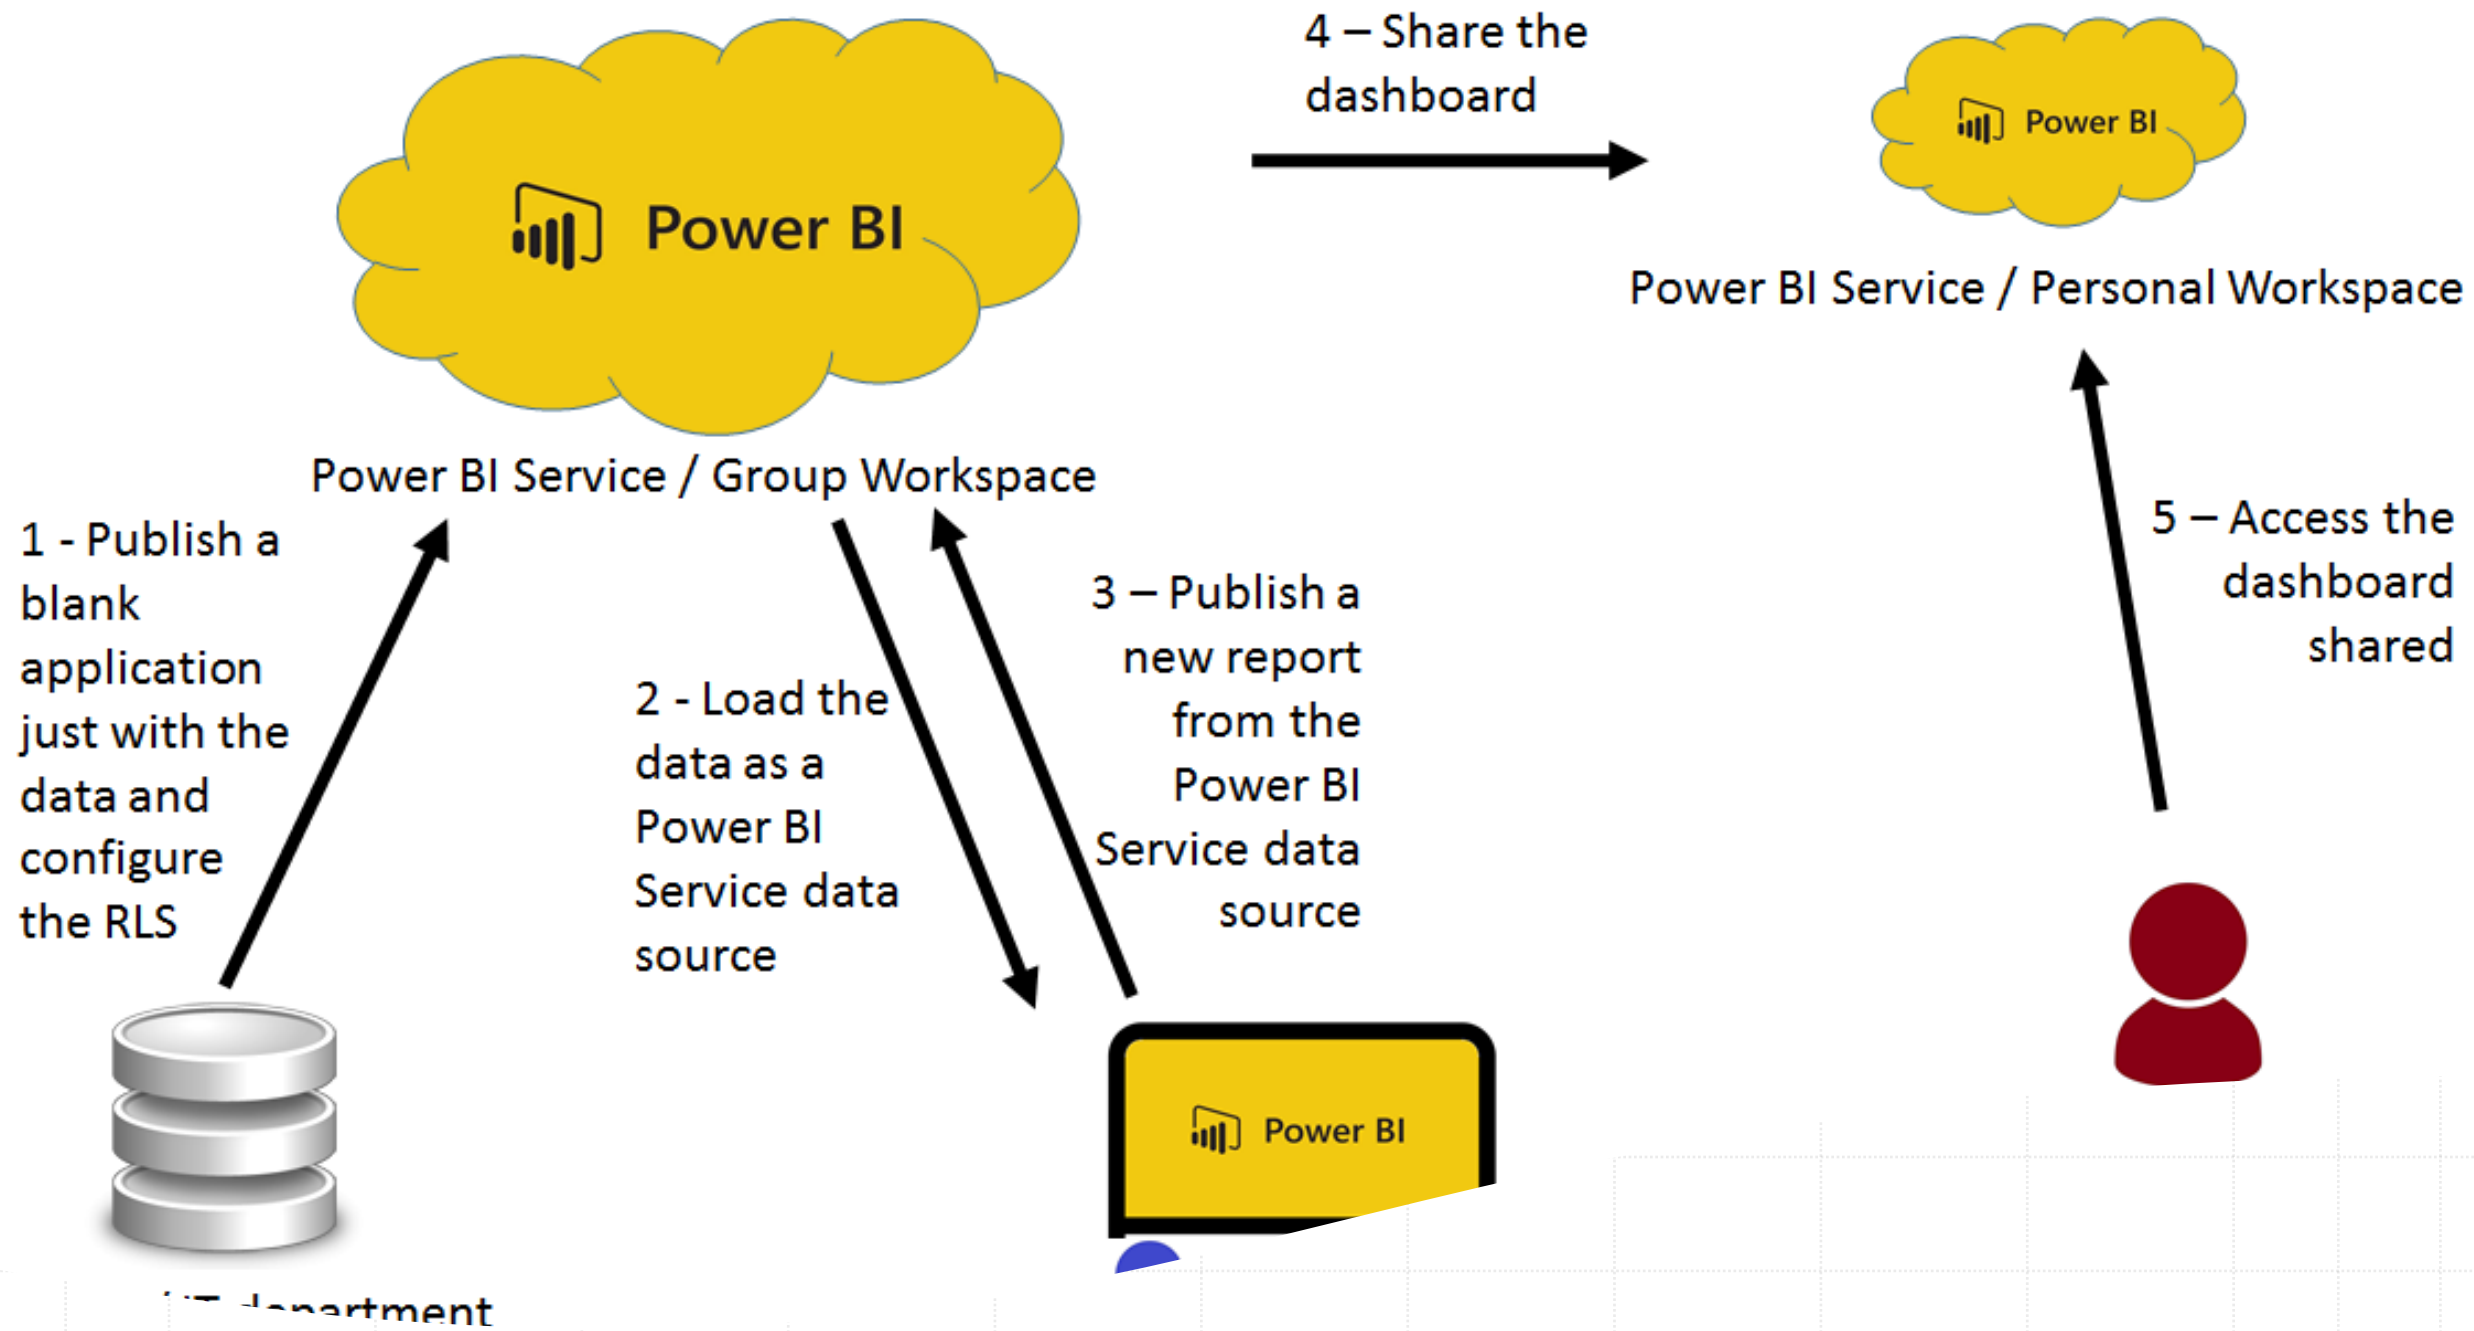 4 – Share the
dashboard
Power BI
Power BI
Power BI Service / Personal Workspace
Power BI Service / Group Workspace
1 - Publish a
blank
application
just with the
data and
configure
the RLS
2 - Load the
data as a
Power BI
Service data
source
3 – Publish a
new report
from the
Power BI
Service data
source
5 – Access the
dashboard
shared
Power BI
department